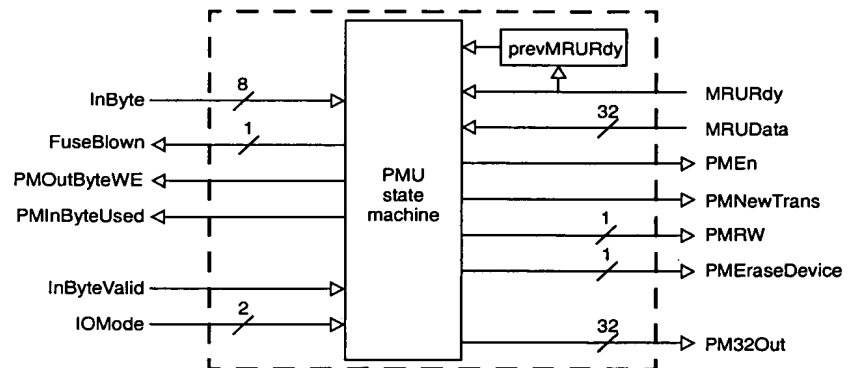 prevMRURdy
InByte
8
MRURdy
FuseBlown
1
32
MRUData
PMOutByteWE
PMU
state
machine
PMEn
PMInByteUsed
PMNewTrans
1
PMRW
1
PMEraseDevice
InByteValid
IOMode
2
32
PM32Out